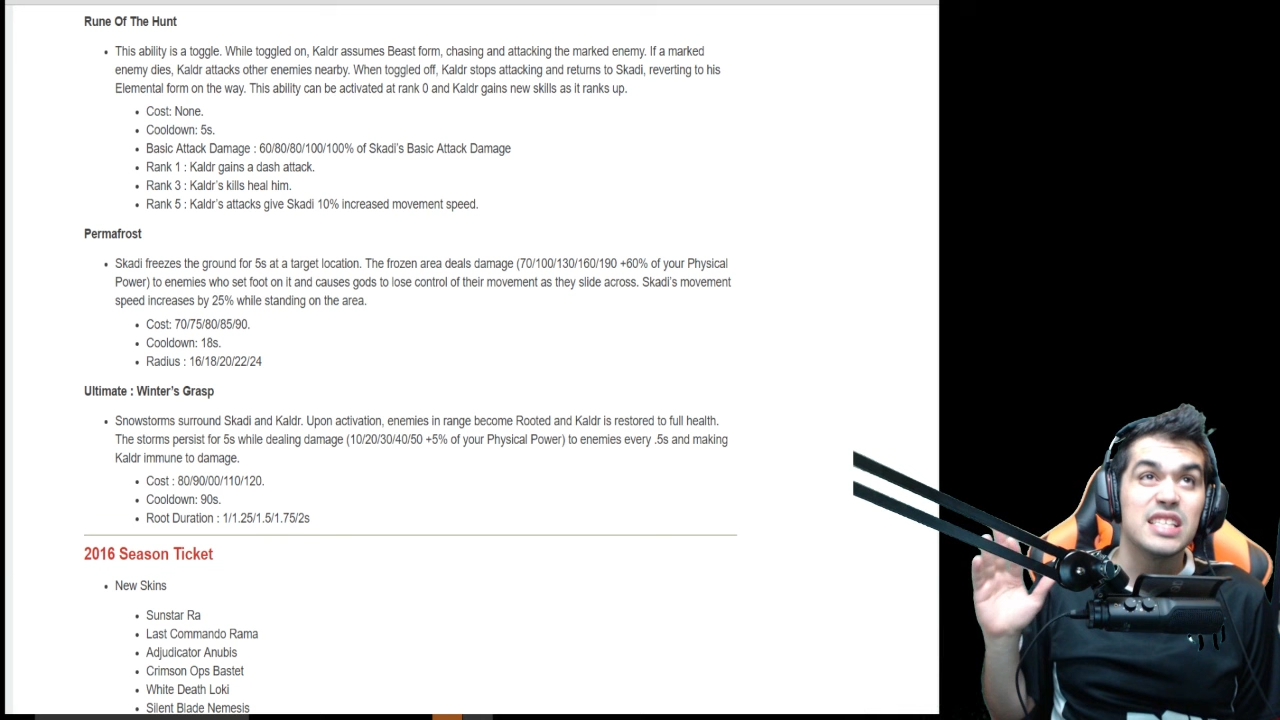 Rune Of The Hunt
This ability is a toggle. While toggled on, Kaldr assumes Beast form, chasing and attacking the marked enemy. If a marked
enemy dies, Kaldr attacks other enemies nearby. When toggled off, Kaldr stops attacking and returns to Skadi, reverting to his
Elemental form on the way. This ability can be activated at rank 0 and Kaldr gains new skills as it ranks up.
Cost: None.
Cooldown: 5s.
Basic Attack Damage : 60/80/80/100/100% of Skadi's Basic Attack Damage
Rank 1 : Kaldr gains a dash attack.
Rank 3 : Kaldr's kills heal him.
Rank 5 : Kaldr's attacks give Skadi 10% increased movement speed.
Permafrost
Skadi freezes the ground for 5s at a target location. The frozen area deals damage (70/100/130/160/190 +60% of your Physical
Power) to enemies who set foot on it and causes gods to lose control of their movement as they slide across. Skadi's movement
speed increases by 25% while standing on the area.
Cost: 70/75/80/85/90.
Cooldown: 18s.
Radius : 16/18/20/22/24
Ultimate : Winter's Grasp
Snowstorms surround Skadi and Kaldr. Upon activation, enemies in range become Rooted and Kaldr is restored to full health.
The storms persist for 5s while dealing damage (10/20/30/40/50 +5% of your Physical Power) to enemies every .5s and making
Kaldr immune to damage.
Cost : 80/90/00/110/120.
Cooldown: 90s.
Root Duration : 1/1.25/1.5/1.75/2s
2016 Season Ticket
New Skins
Sunstar Ra
Last Commando Rama
Adjudicator Anubis
Crimson Ops Bastet
White Death Loki
Silent Blade Nemesis